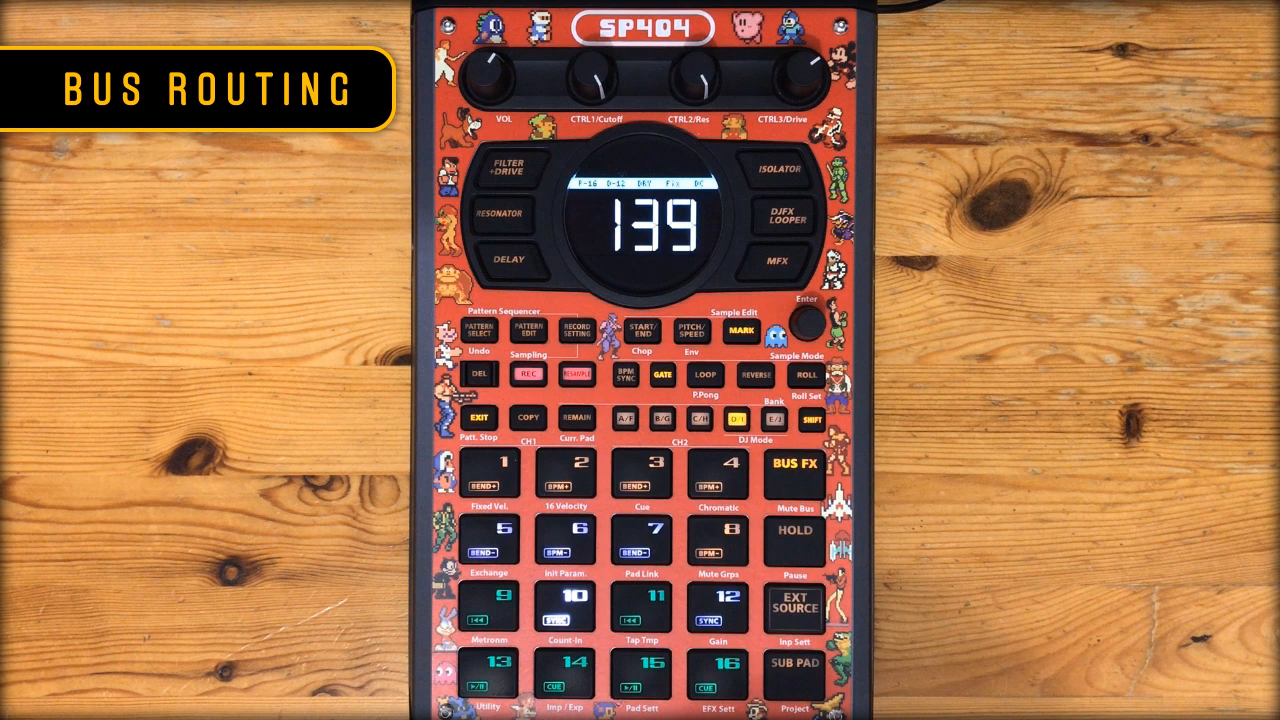 SP404
BUS ROUTING
VOL CTRL1/Cutoff CTRL2/Res CTRL3/Drive
FILTER
+DRIVE
ISOLATOR
RESONATOR
DJFX
LOOPER
DELAY
MFX
P-16 D-12 DRY Fix
139
Enter
Pattern Sequencer Sample Edit
PATTERN
SELECT
PATTERN
EDIT
RECORD
SETTING
START/
END
PITCH/
SPEED
MARK
Undo Sampling Chop Env Sample Mode
DEL REC RESAMPLE
BPM
SYNC
GATE LOOP REVERSE ROLL
P.Pong Bank Roll Set
EXIT COPY REMAIN A/F B/G C/H D/I E/J SHIFT
Patt. Stop CH1 Curr. Pad CH2 DJ Mode
1 2 3 4 BUS FX
BEND+ BPM+ BEND+ BPM+
Fixed Vel. 16 Velocity Cue Chromatic Mute Bus
5 6 7 8 HOLD
BEND- BPM- BEND- BPM-
Exchange Init Param. Pad Link Mute Grps Pause
9 10 11 12 EXT
SOURCE
SYNC SYNC
Metronm Count-In Tap Tmp Gain Inp Sett
13 14 15 16 SUB PAD
CUE CUE
Utility Imp / Exp Pad Sett EFX Sett Project